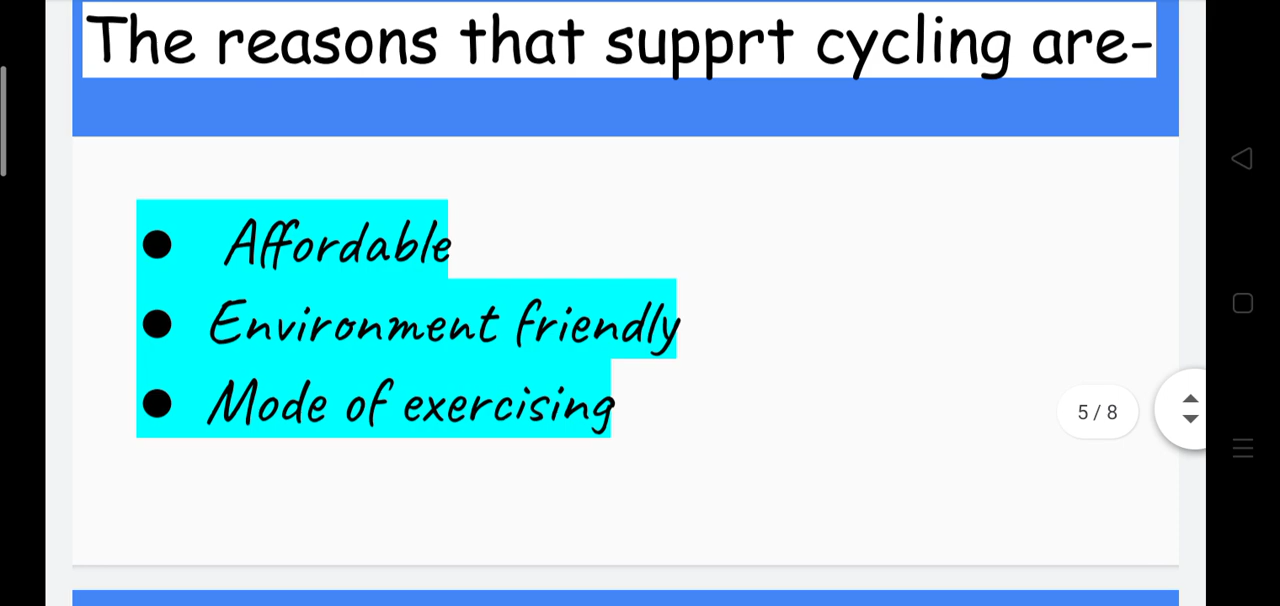 The reasons that supprt cycling are-
● Affordable
● Environment friendly
● Mode of exercising
5 / 8